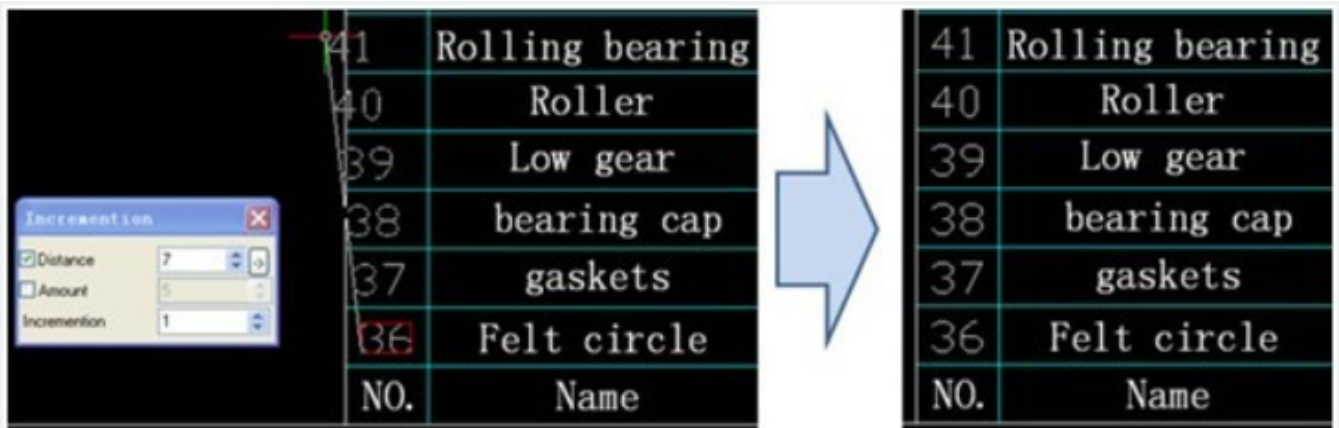 41 Rolling bearing
40 Roller
39 Low gear
38 bearing cap
37 gaskets
36 Felt circle
NO. Name
Incremention
Distance 7
Amount 5
Incremention 1
41 Rolling bearing
40 Roller
39 Low gear
38 bearing cap
37 gaskets
36 Felt circle
NO. Name